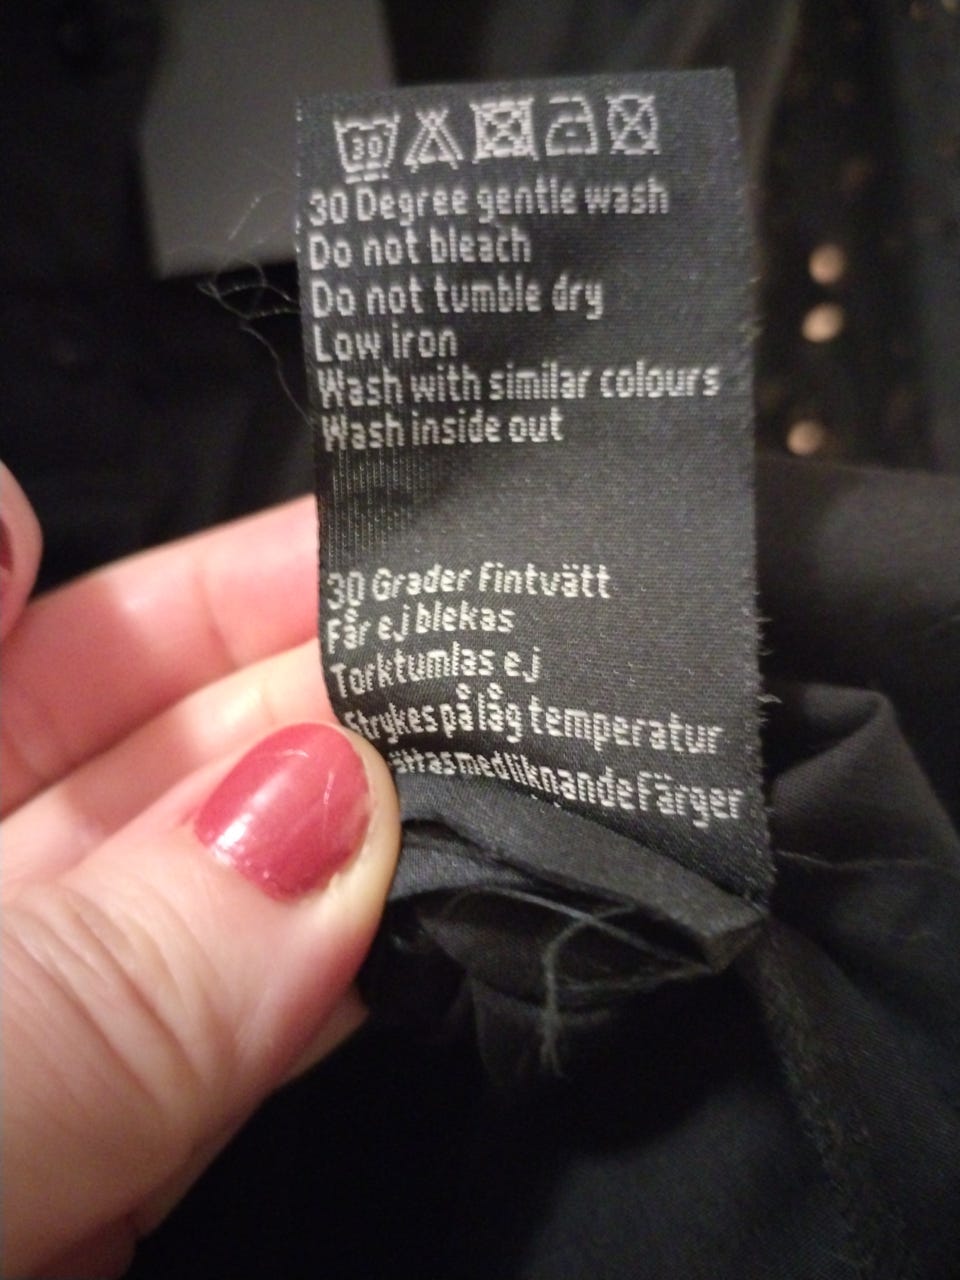 30
30 Degree gentle wash
Do not bleach
Do not tumble dry
Low iron
Wash with similar colours
Wash inside out
30 Grader Fintvätt
Får ej blekas
Torktumlas ej
Strykes på låg temperatur
med liknande Färger